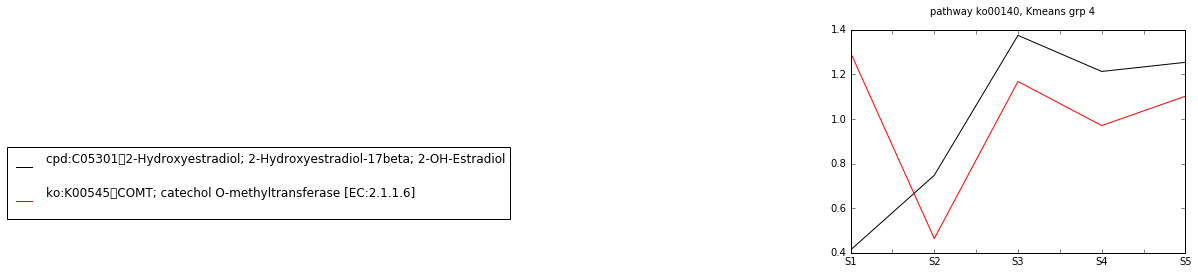 pathway ko00140, Kmeans grp 4
1.4
1.2
1.0
0.8
0.6
0.4
S1 S2 S3 S4 S5
cpd:C05301▯2-Hydroxyestradiol; 2-Hydroxyestradiol-17beta; 2-OH-Estradiol
ko:K00545▯COMT; catechol O-methyltransferase [EC:2.1.1.6]